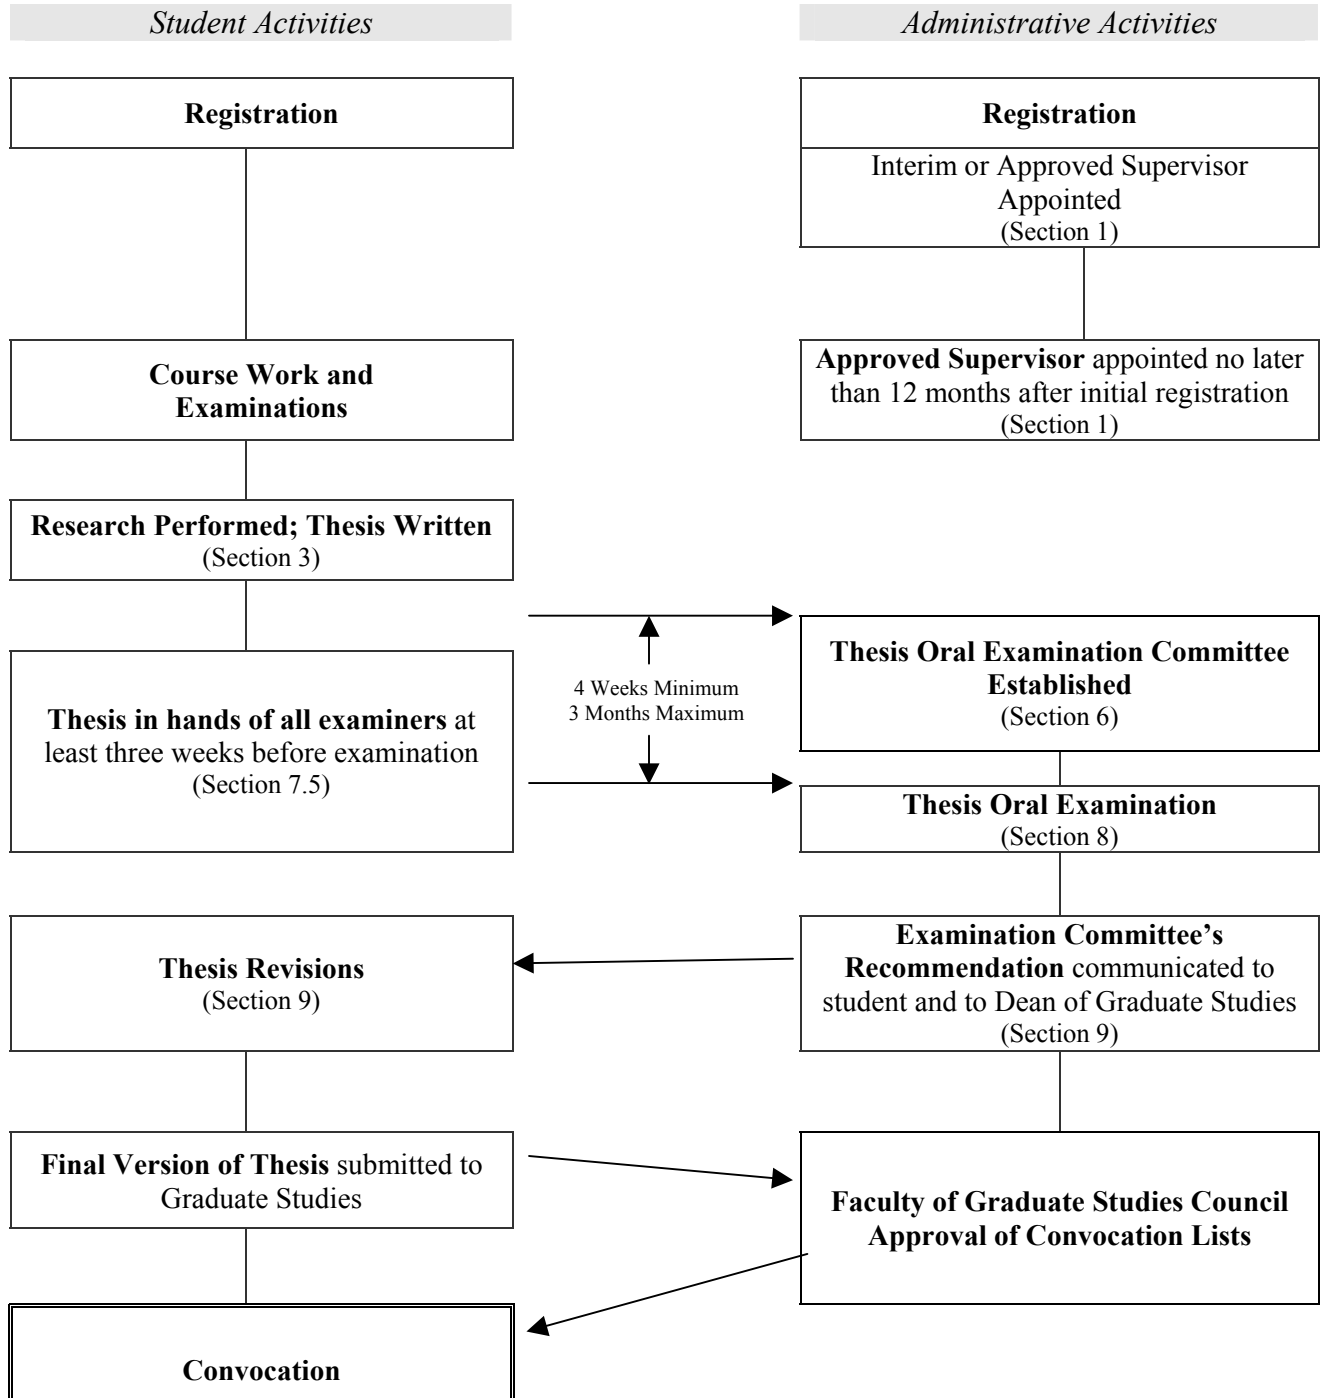 Student Activities
Administrative Activities
Registration
Registration
Interim or Approved Supervisor
Appointed
(Section 1)
Course Work and
Examinations
Approved Supervisor appointed no later
than 12 months after initial registration
(Section 1)
Research Performed; Thesis Written
(Section 3)
Thesis in hands of all examiners at
least three weeks before examination
(Section 7.5)
4 Weeks Minimum
3 Months Maximum
Thesis Oral Examination Committee
Established
(Section 6)
Thesis Oral Examination
(Section 8)
Thesis Revisions
(Section 9)
Examination Committee’s
Recommendation communicated to
student and to Dean of Graduate Studies
(Section 9)
Final Version of Thesis submitted to
Graduate Studies
Faculty of Graduate Studies Council
Approval of Convocation Lists
Convocation